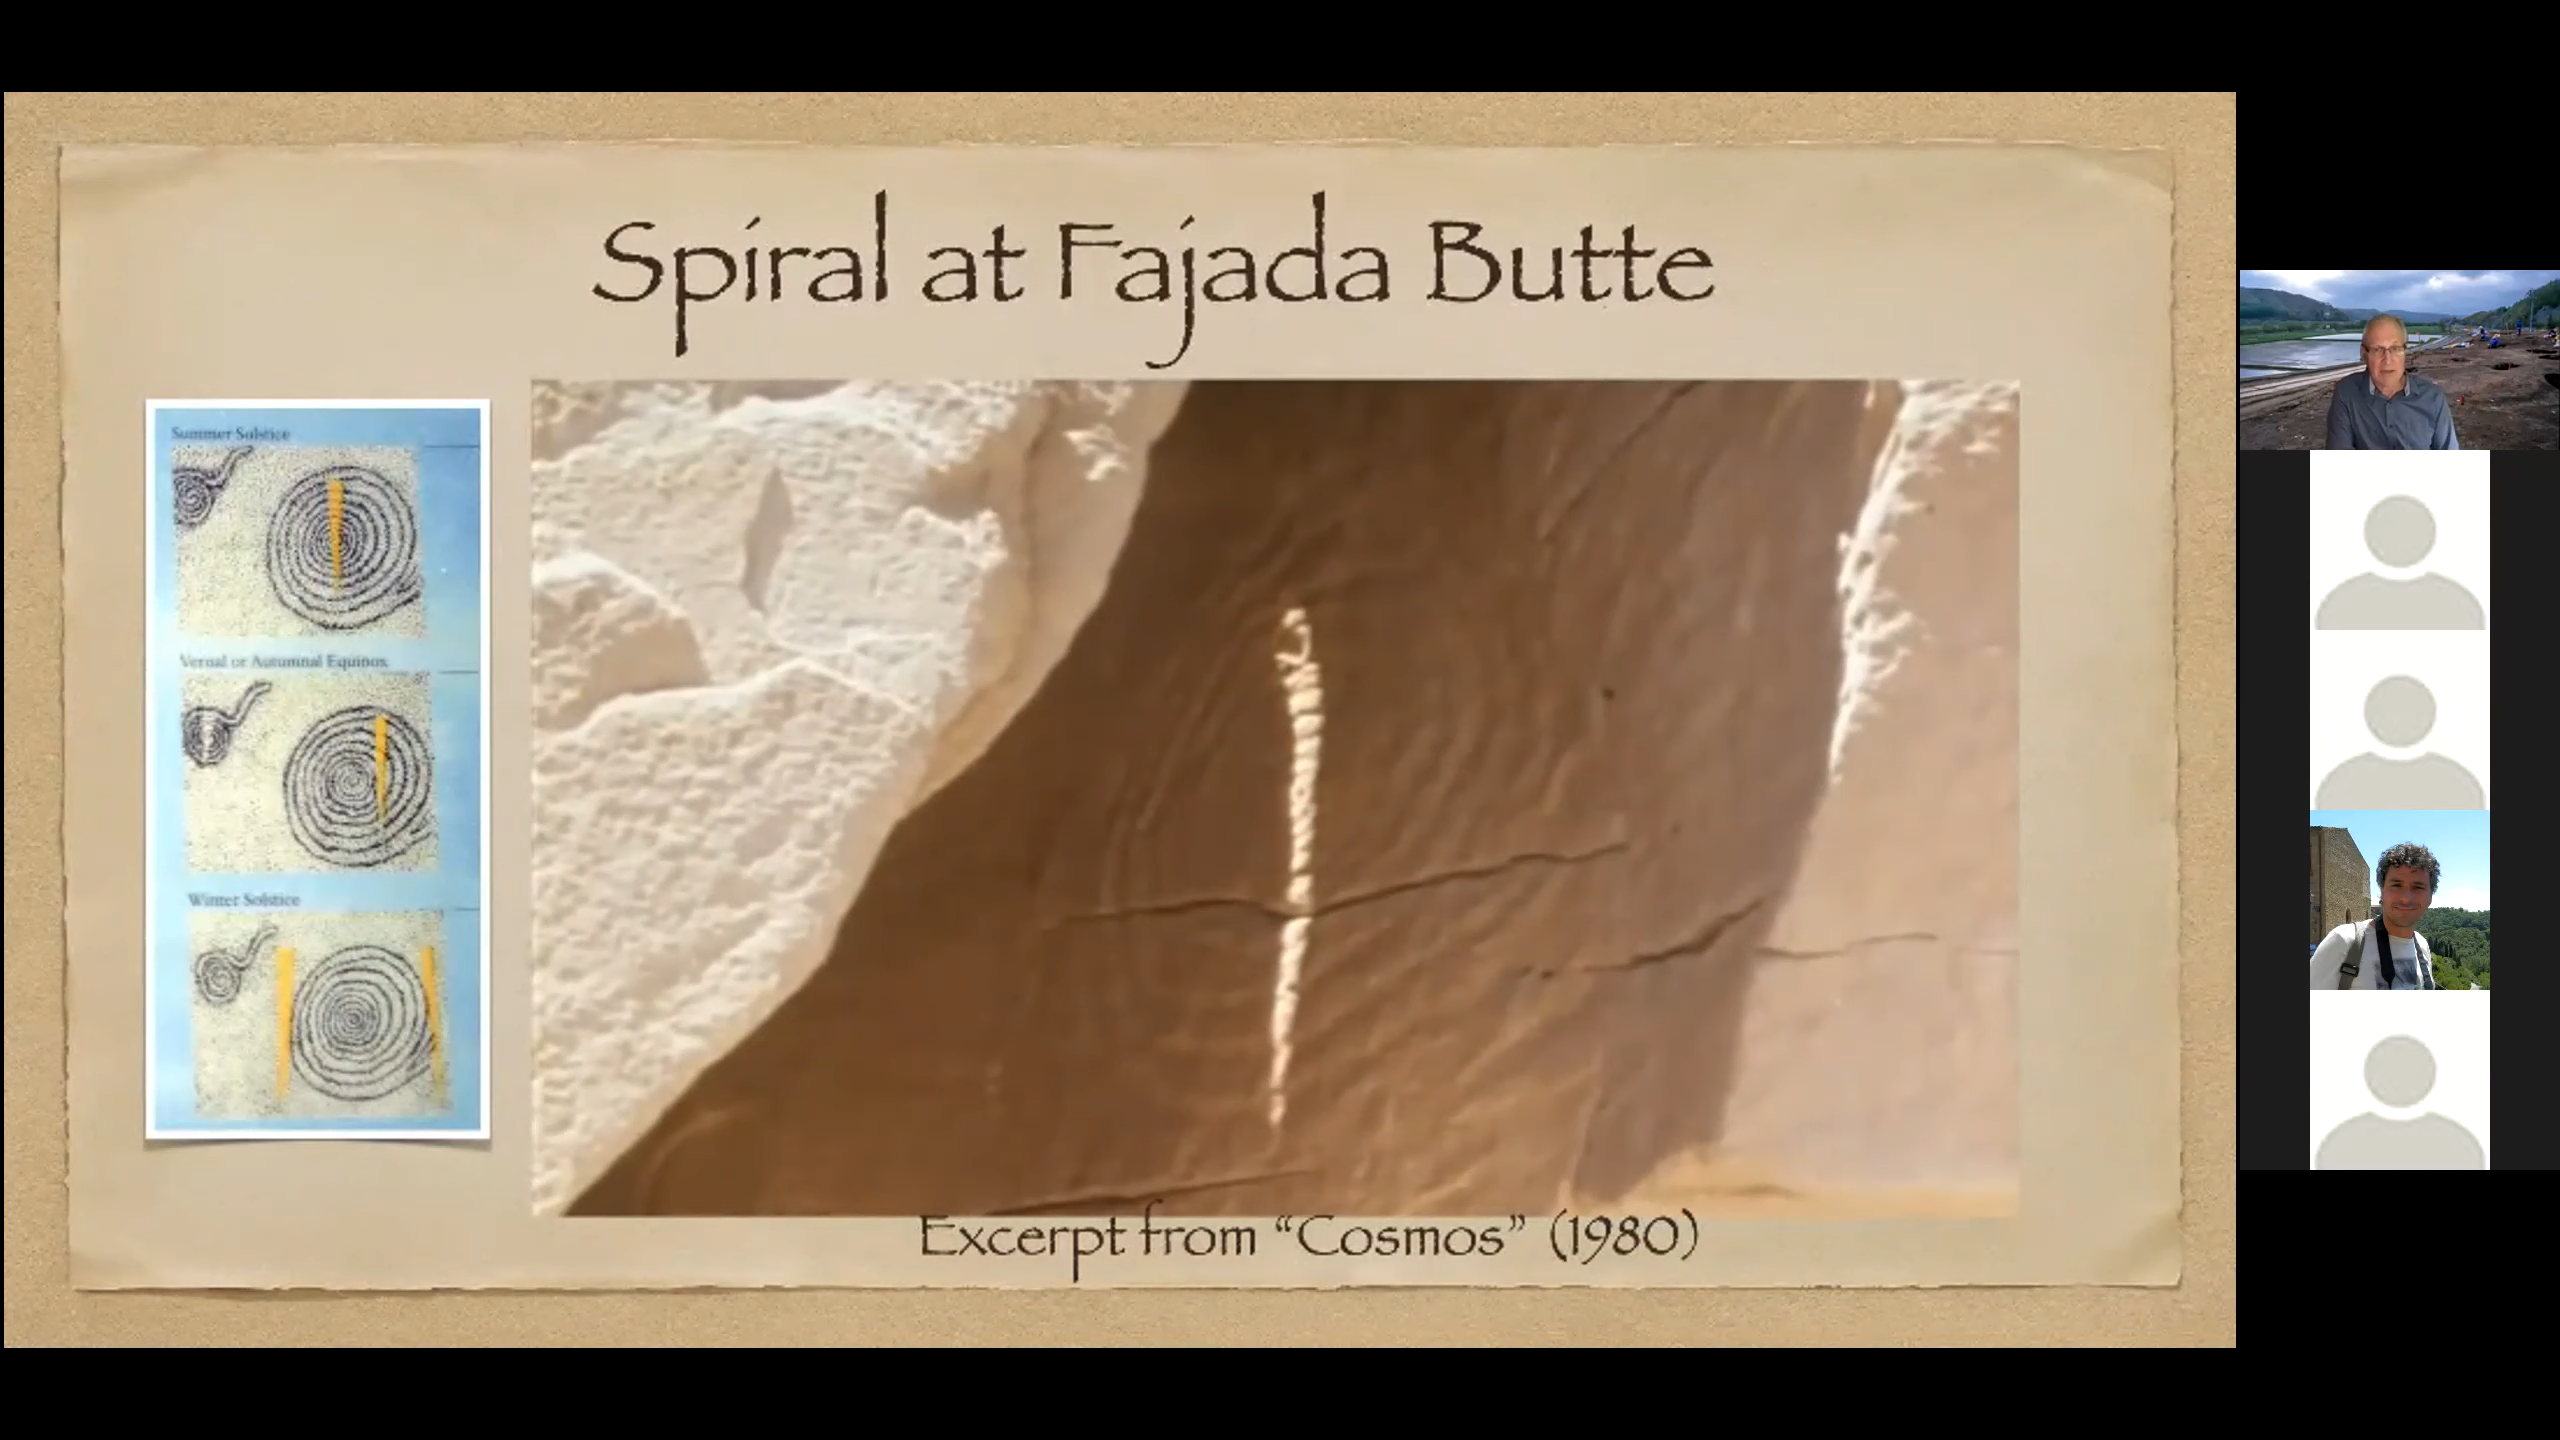 Spiral at Fajada Butte
Summer Solstice
Vernal or Autumnal Equinox
Winter Solstice
Excerpt from “Cosmos” (1980)